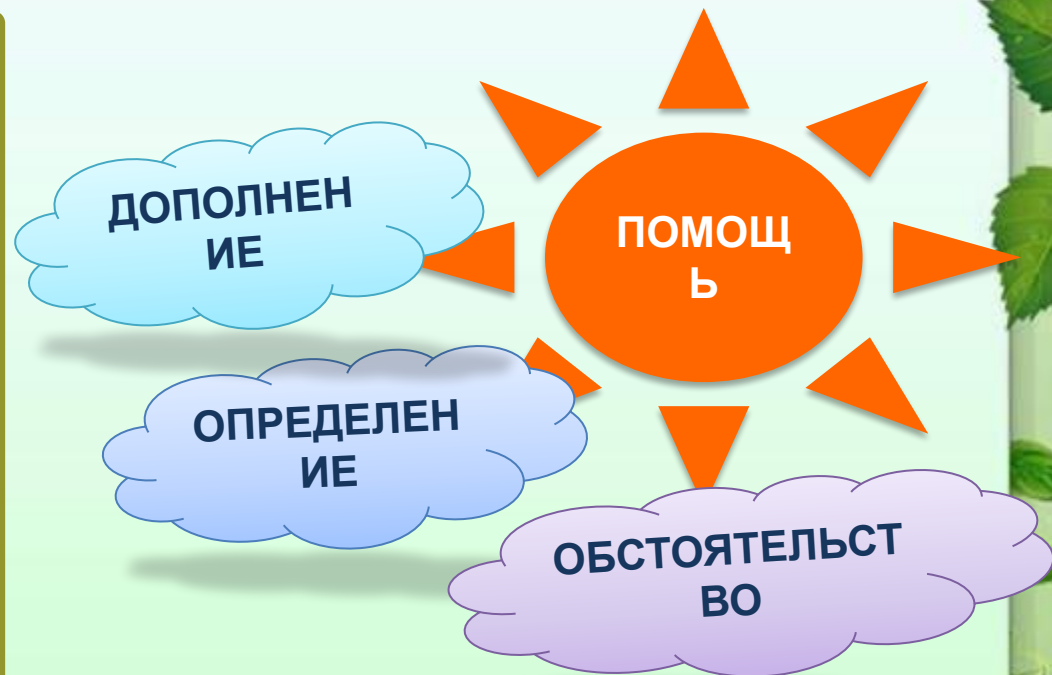 ДОПОЛНЕН
ИЕ
ПОМОЩ
Ь
ОПРЕДЕЛЕН
ИЕ
ОБСТОЯТЕЛЬСТ
ВО